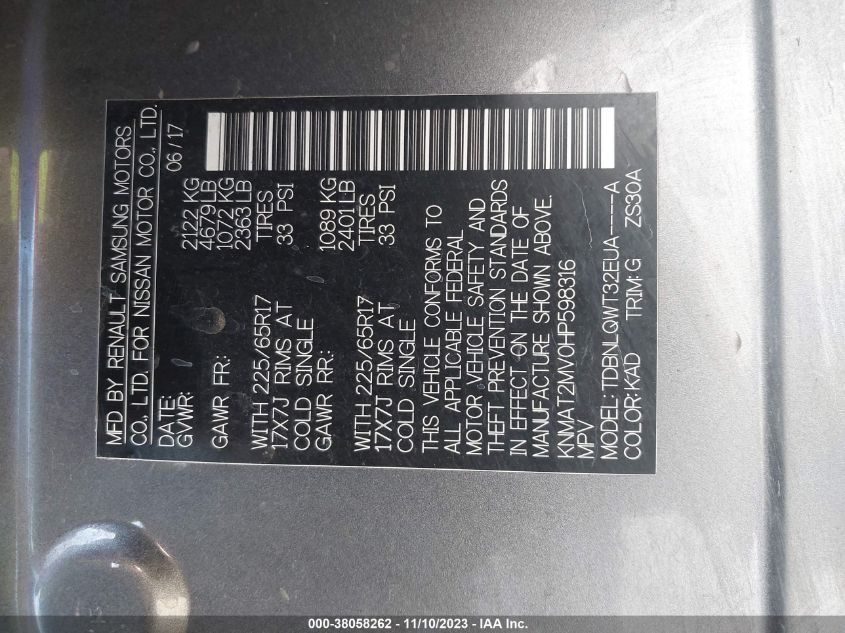 MFD BY RENAULT SAMSUNG MOTORS
CO., LTD. FOR NISSAN MOTOR CO., LTD.
DATE: 06/17
GVWR: 2122 KG
4679 LB
GAWR FR: 1072 KG
2363 LB
WITH 225/65R17 TIRES
17X7J RIMS AT 33 PSI
COLD SINGLE
GAWR RR: 1089 KG
2401 LB
WITH 225/65R17 TIRES
17X7J RIMS AT 33 PSI
COLD SINGLE
THIS VEHICLE CONFORMS TO
ALL APPLICABLE FEDERAL
MOTOR VEHICLE SAFETY AND
THEFT PREVENTION STANDARDS
IN EFFECT ON THE DATE OF
MANUFACTURE SHOWN ABOVE.
KNMAT2MV0HP598316
MPV
MODEL: TDBNLQWT32EUA----A
COLOR: KAD TRIM: G ZS30A
000-38058262 - 11/10/2023 - IAA Inc.